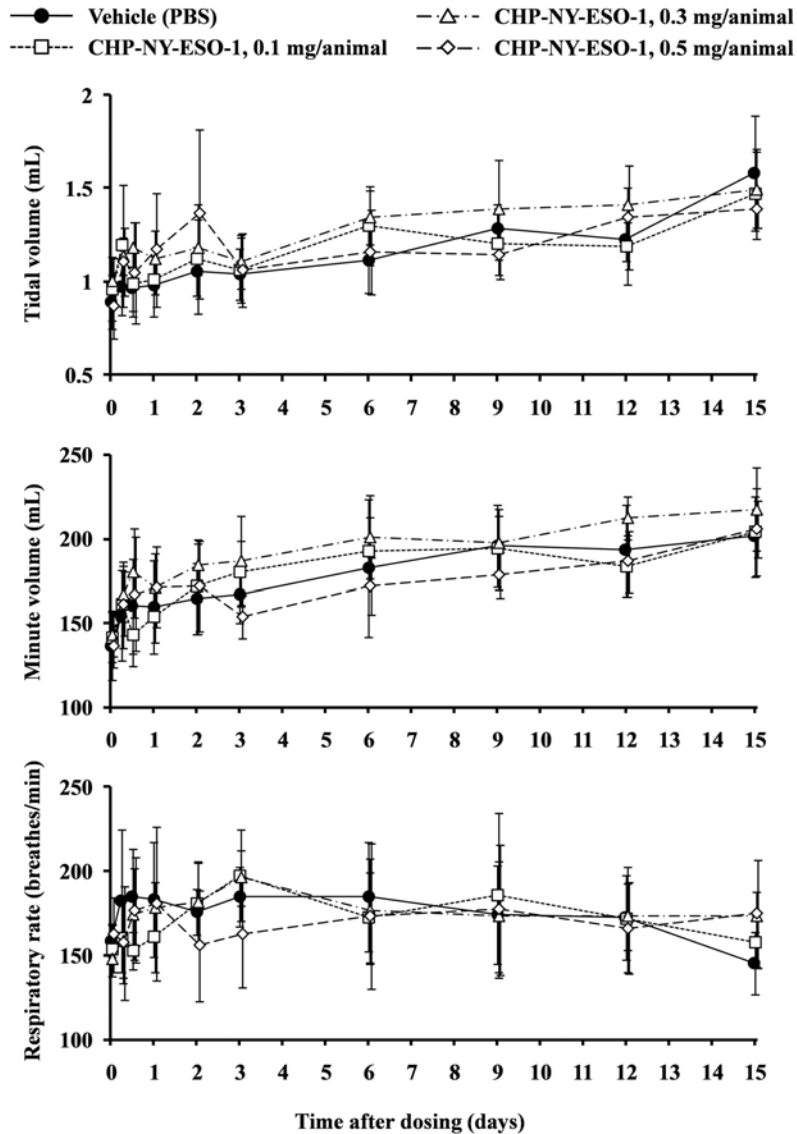 Vehicle (PBS)
CHP-NY-ESO-1, 0.3 mg/animal
CHP-NY-ESO-1, 0.1 mg/animal
CHP-NY-ESO-1, 0.5 mg/animal
Tidal volume (mL)
2
1.5
1
0.5
0 1 2 3 4 5 6 7 8 9 10 11 12 13 14 15
Minute volume (mL)
250
200
150
100
0 1 2 3 4 5 6 7 8 9 10 11 12 13 14 15
Respiratory rate (breathes/min)
250
200
150
100
0 1 2 3 4 5 6 7 8 9 10 11 12 13 14 15
Time after dosing (days)